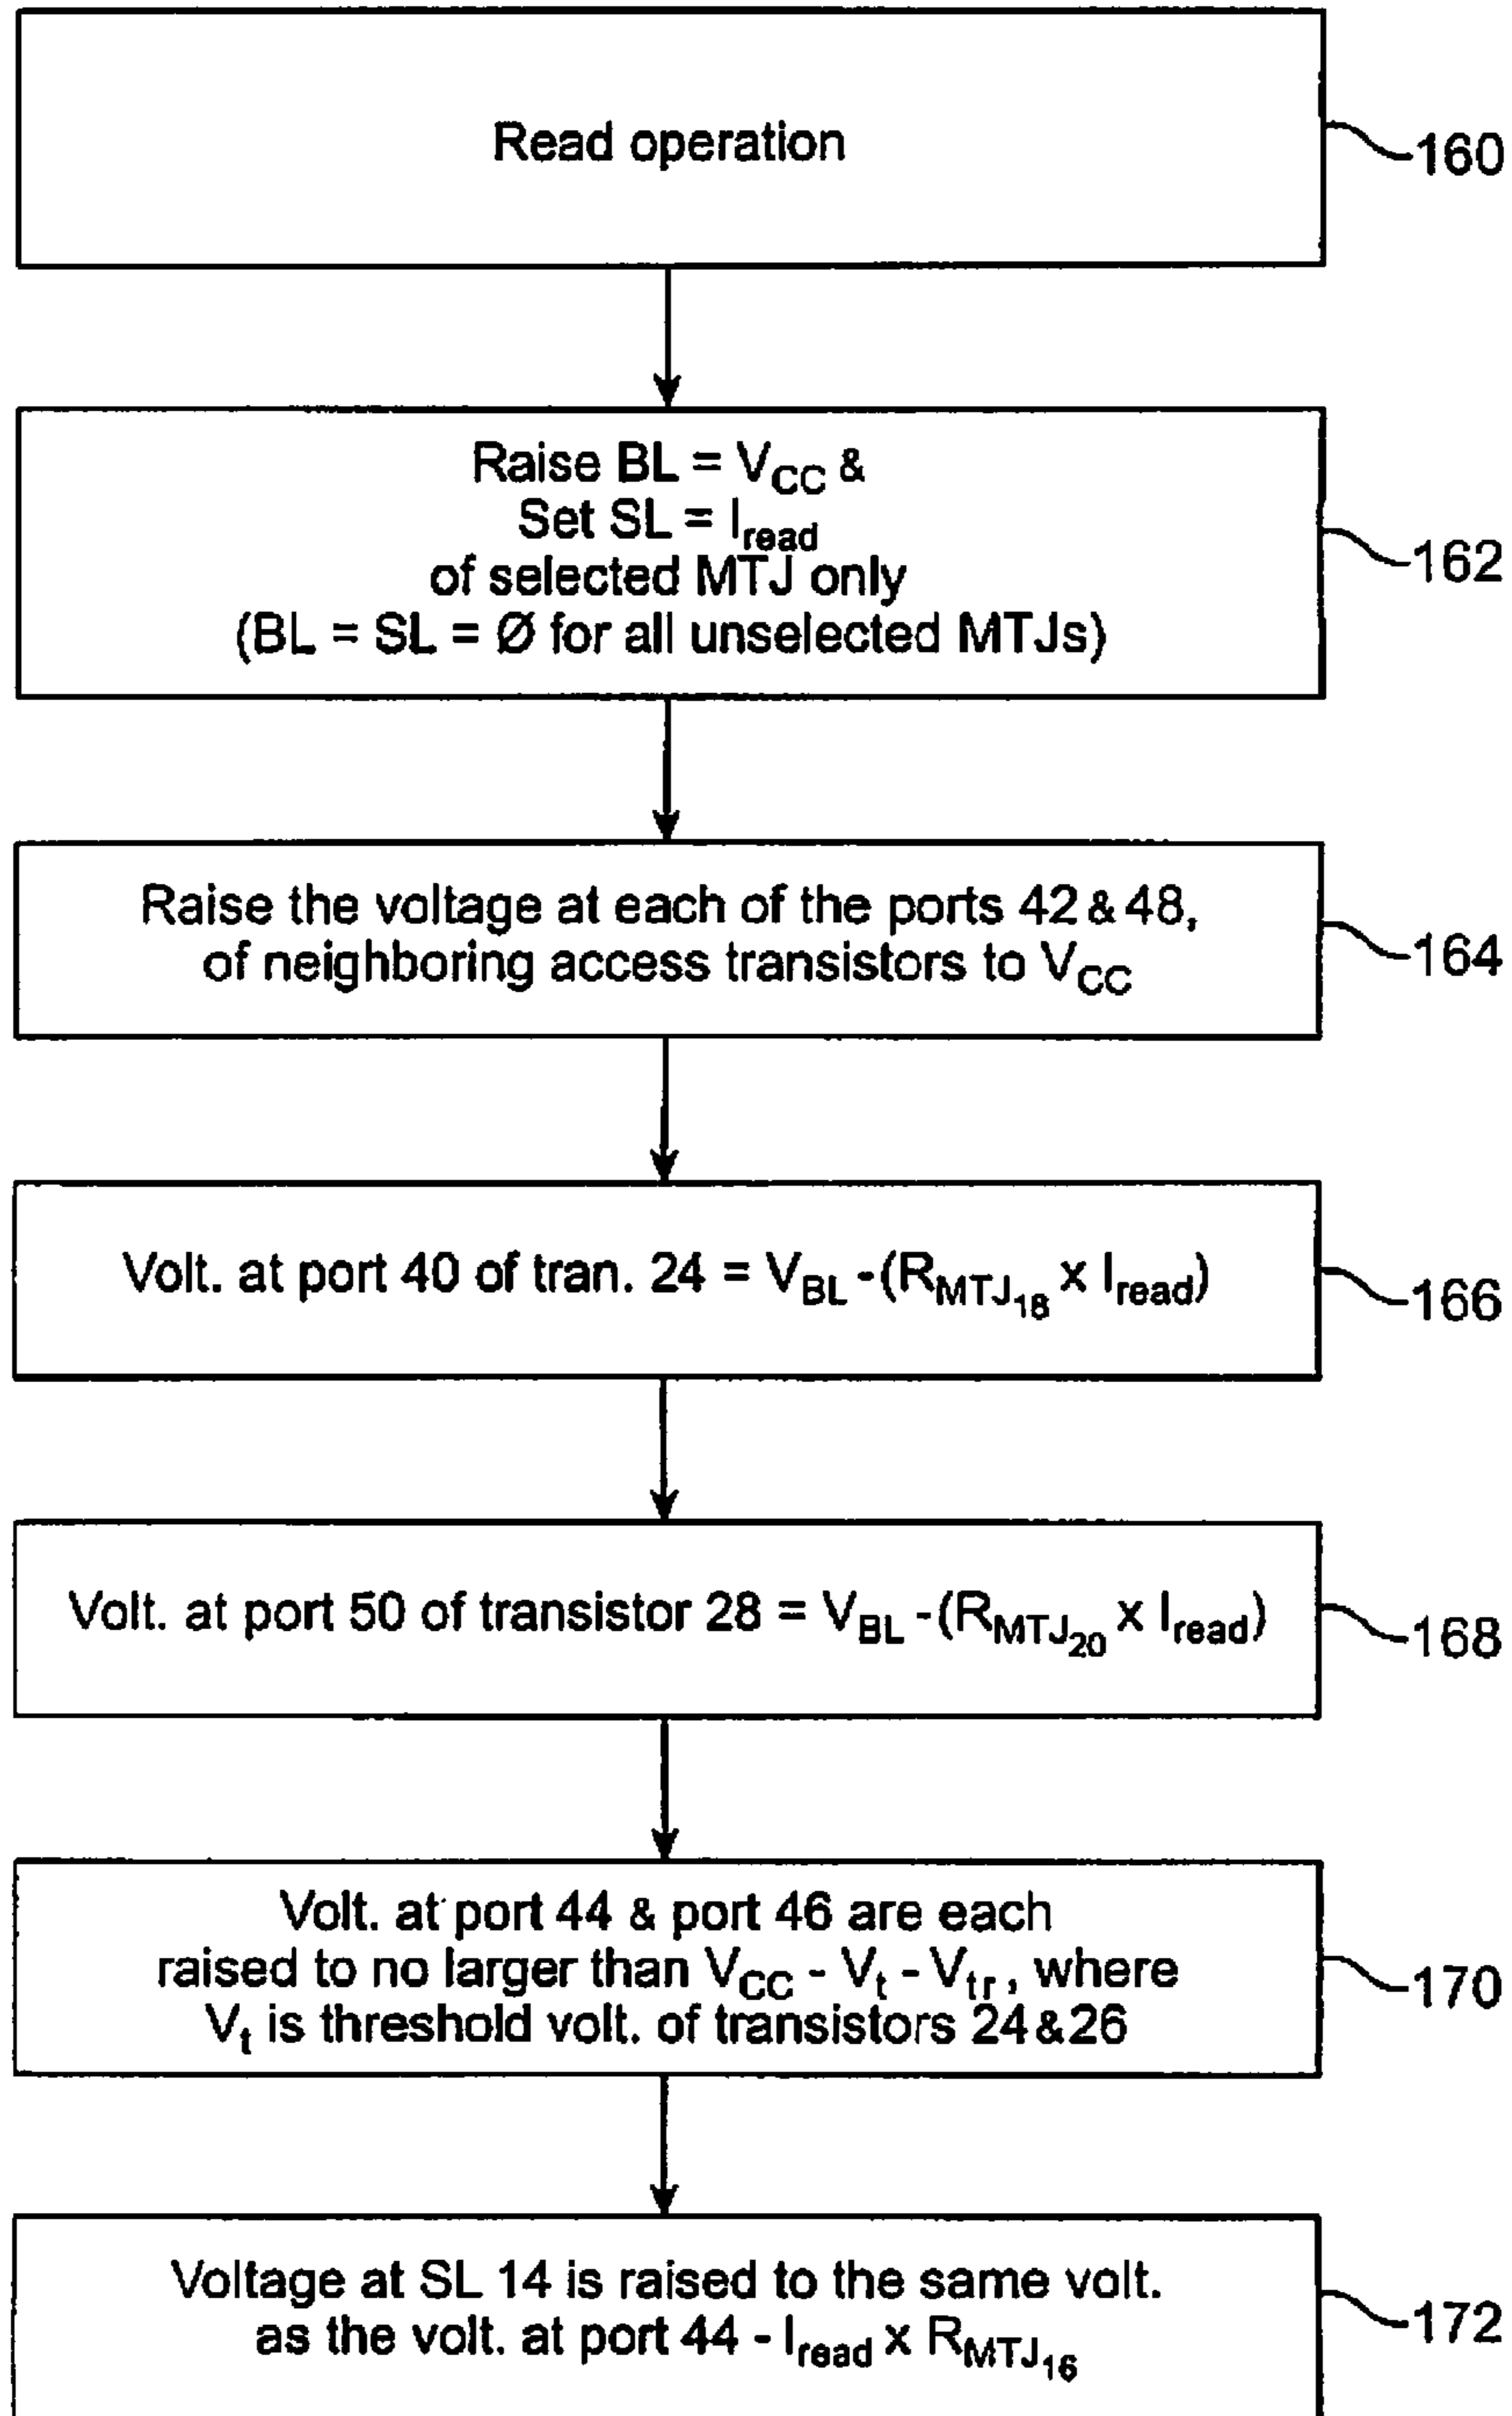 Read operation
160
Raise BL = V_CC &
Set SL = I_read
of selected MTJ only
(BL = SL = Ø for all unselected MTJs)
162
Raise the voltage at each of the ports 42 & 48,
of neighboring access transistors to V_CC
164
Volt. at port 40 of tran. 24 = V_BL - (R_MTJ_18 x I_read)
166
Volt. at port 50 of transistor 28 = V_BL - (R_MTJ_20 x I_read)
168
Volt. at port 44 & port 46 are each
raised to no larger than V_CC - V_t - V_tr, where
V_t is threshold volt. of transistors 24 & 26
170
Voltage at SL 14 is raised to the same volt.
as the volt. at port 44 - I_read x R_MTJ_16
172